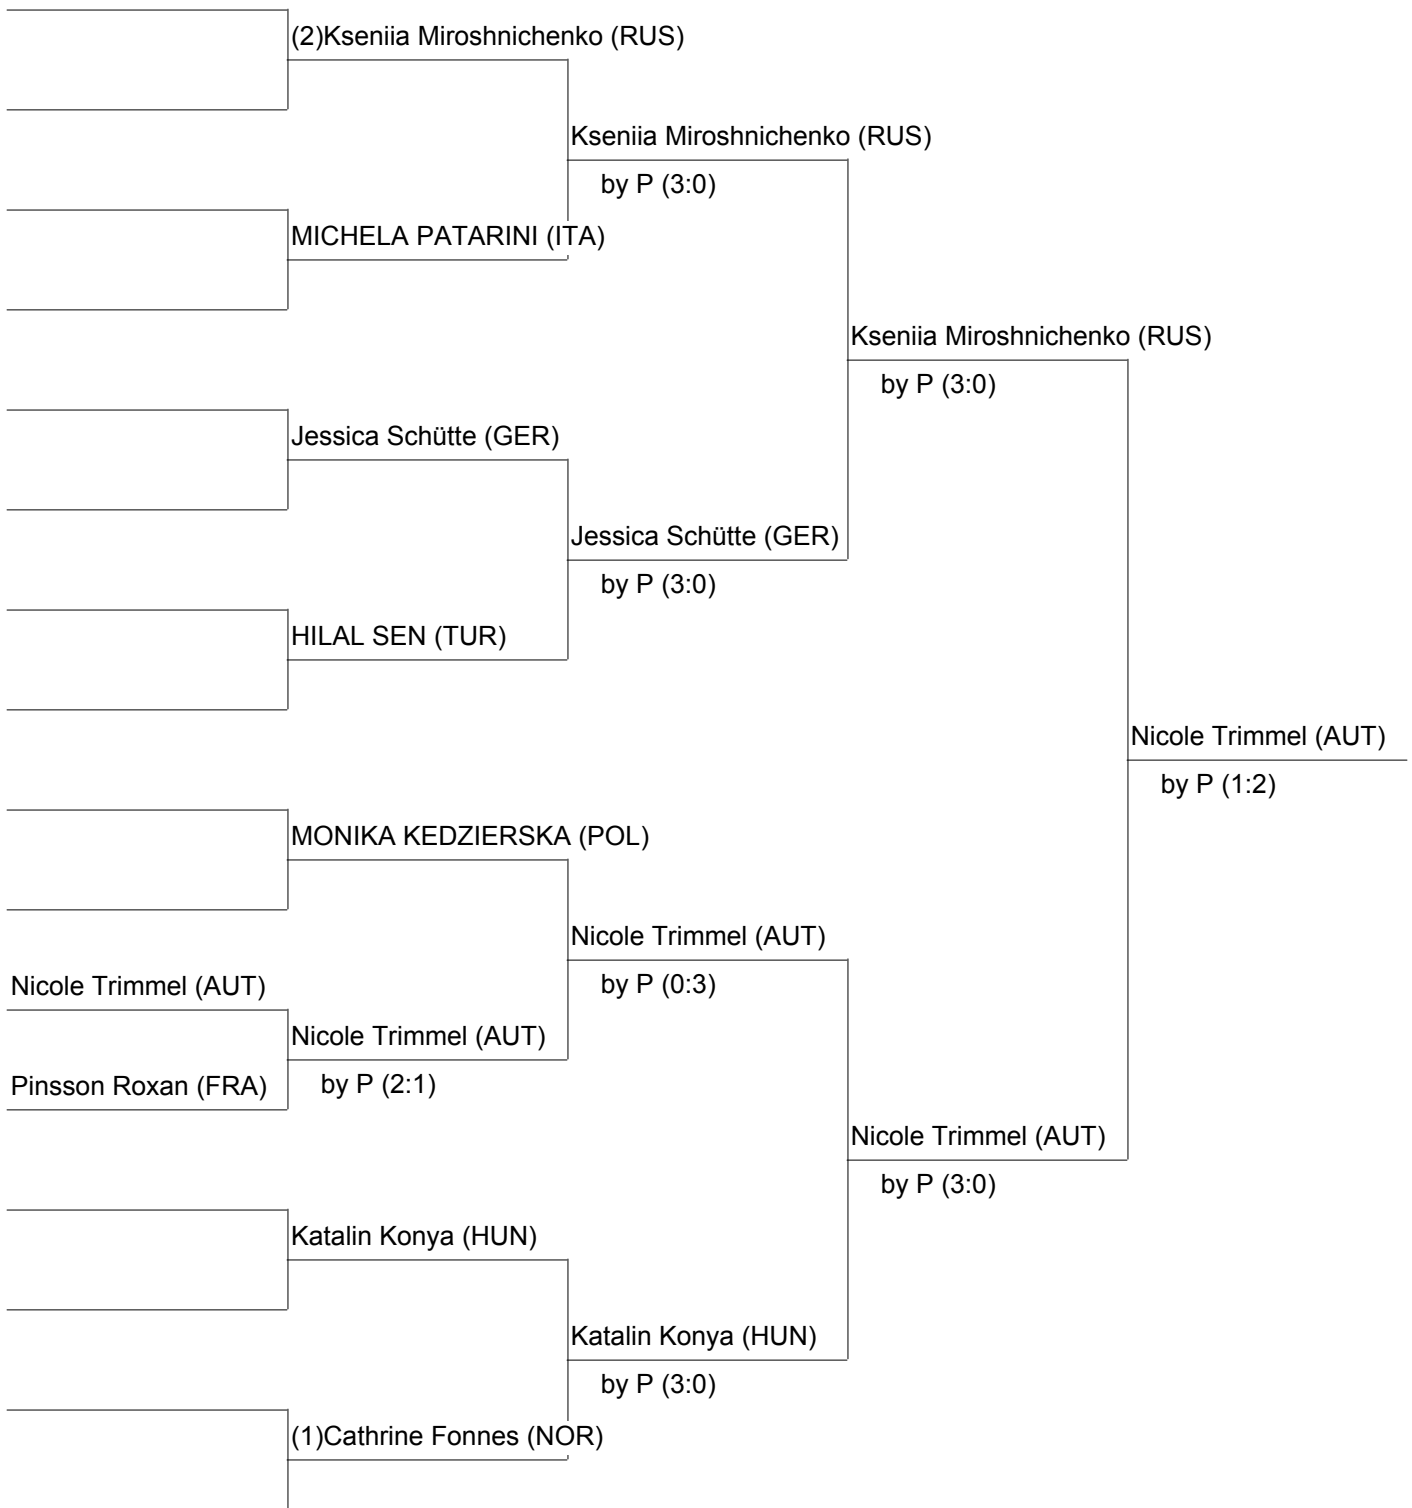 (2)Kseniia Miroshnichenko (RUS)
Kseniia Miroshnichenko (RUS)
by P (3:0)
MICHELA PATARINI (ITA)
Kseniia Miroshnichenko (RUS)
by P (3:0)
Jessica Schütte (GER)
Jessica Schütte (GER)
by P (3:0)
HILAL SEN (TUR)
Nicole Trimmel (AUT)
by P (1:2)
MONIKA KEDZIERSKA (POL)
Nicole Trimmel (AUT)
by P (0:3)
Nicole Trimmel (AUT)
Nicole Trimmel (AUT)
by P (2:1)
Pinsson Roxan (FRA)
Nicole Trimmel (AUT)
by P (3:0)
Katalin Konya (HUN)
Katalin Konya (HUN)
by P (3:0)
(1)Cathrine Fonnes (NOR)